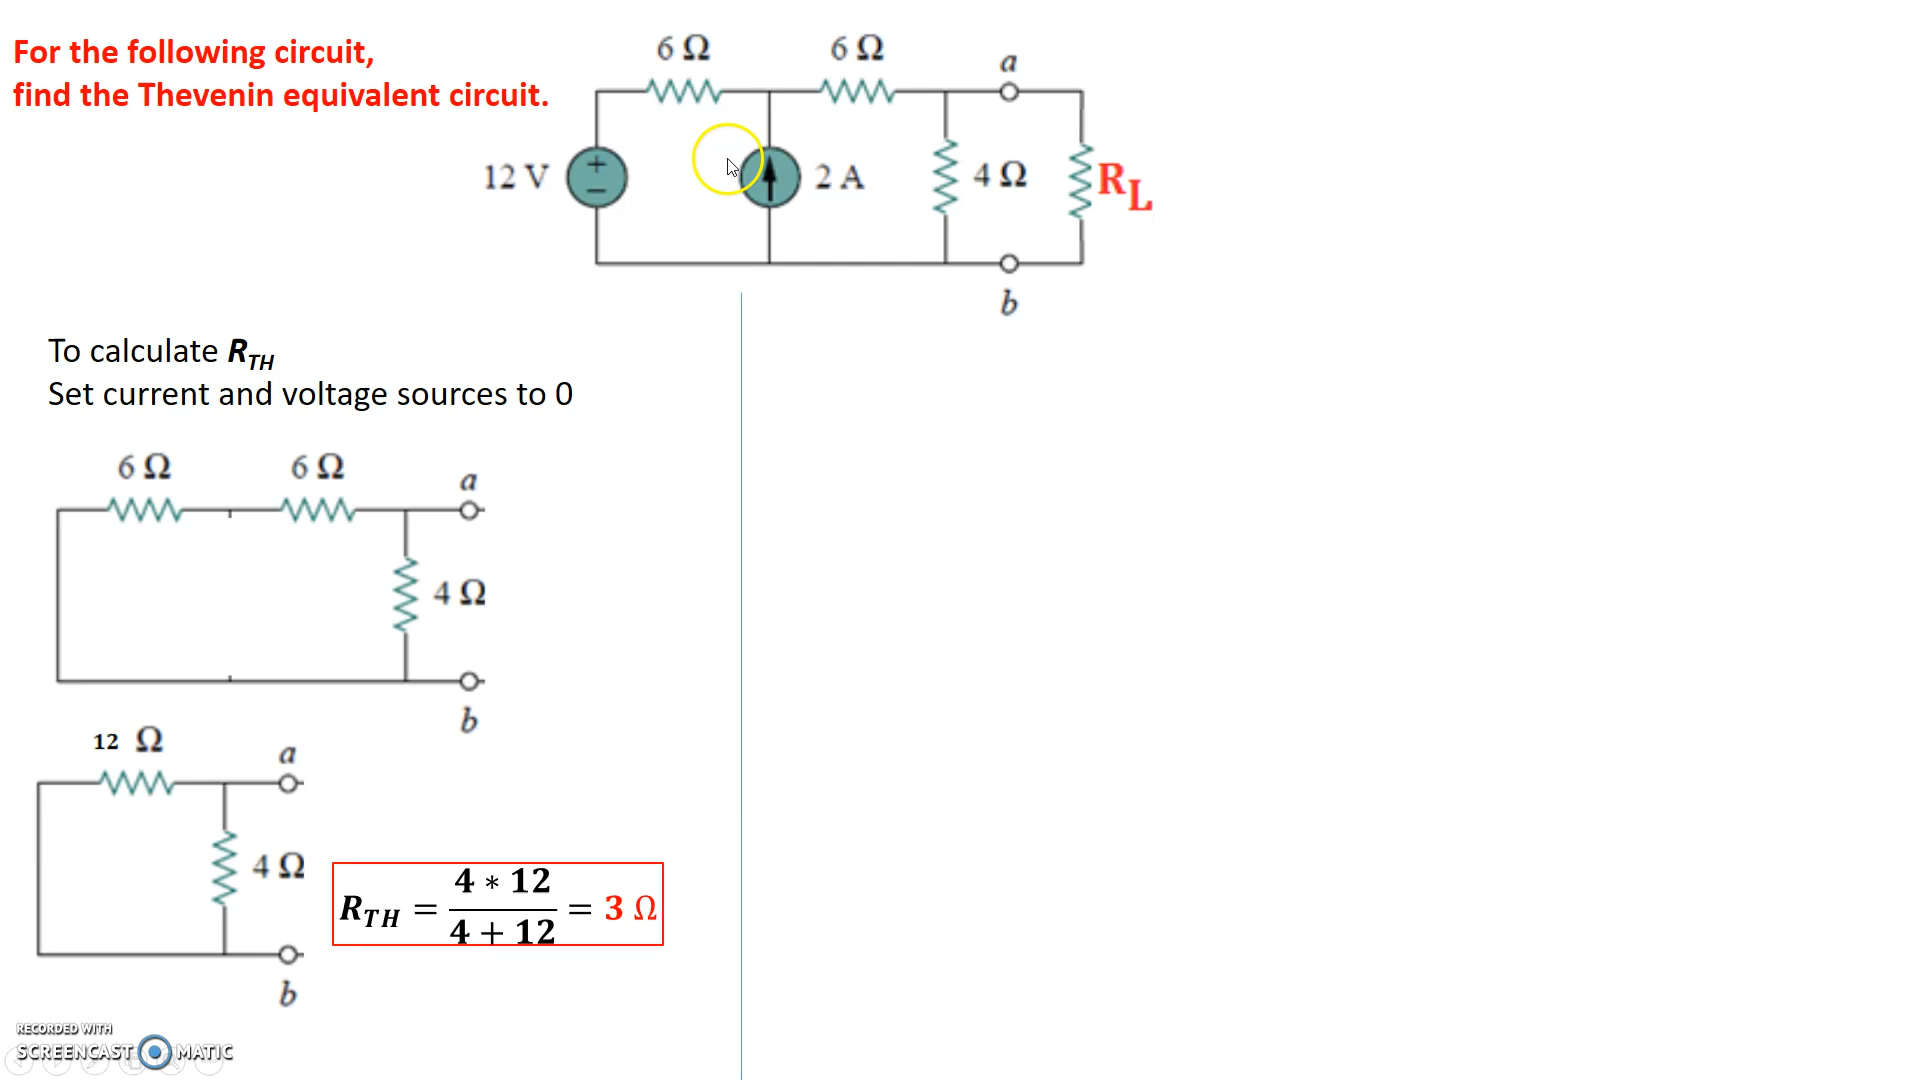 For the following circuit,
find the Thevenin equivalent circuit.
6 Ω
6 Ω
a
12 V
+
−
2 A
4 Ω
RL
b
To calculate RTH
Set current and voltage sources to 0
6 Ω
6 Ω
a
4 Ω
b
12 Ω
a
4 Ω
b
RTH = 4 * 12 / 4 + 12 = 3 Ω
RECORDED WITH
SCREENCAST MATIC